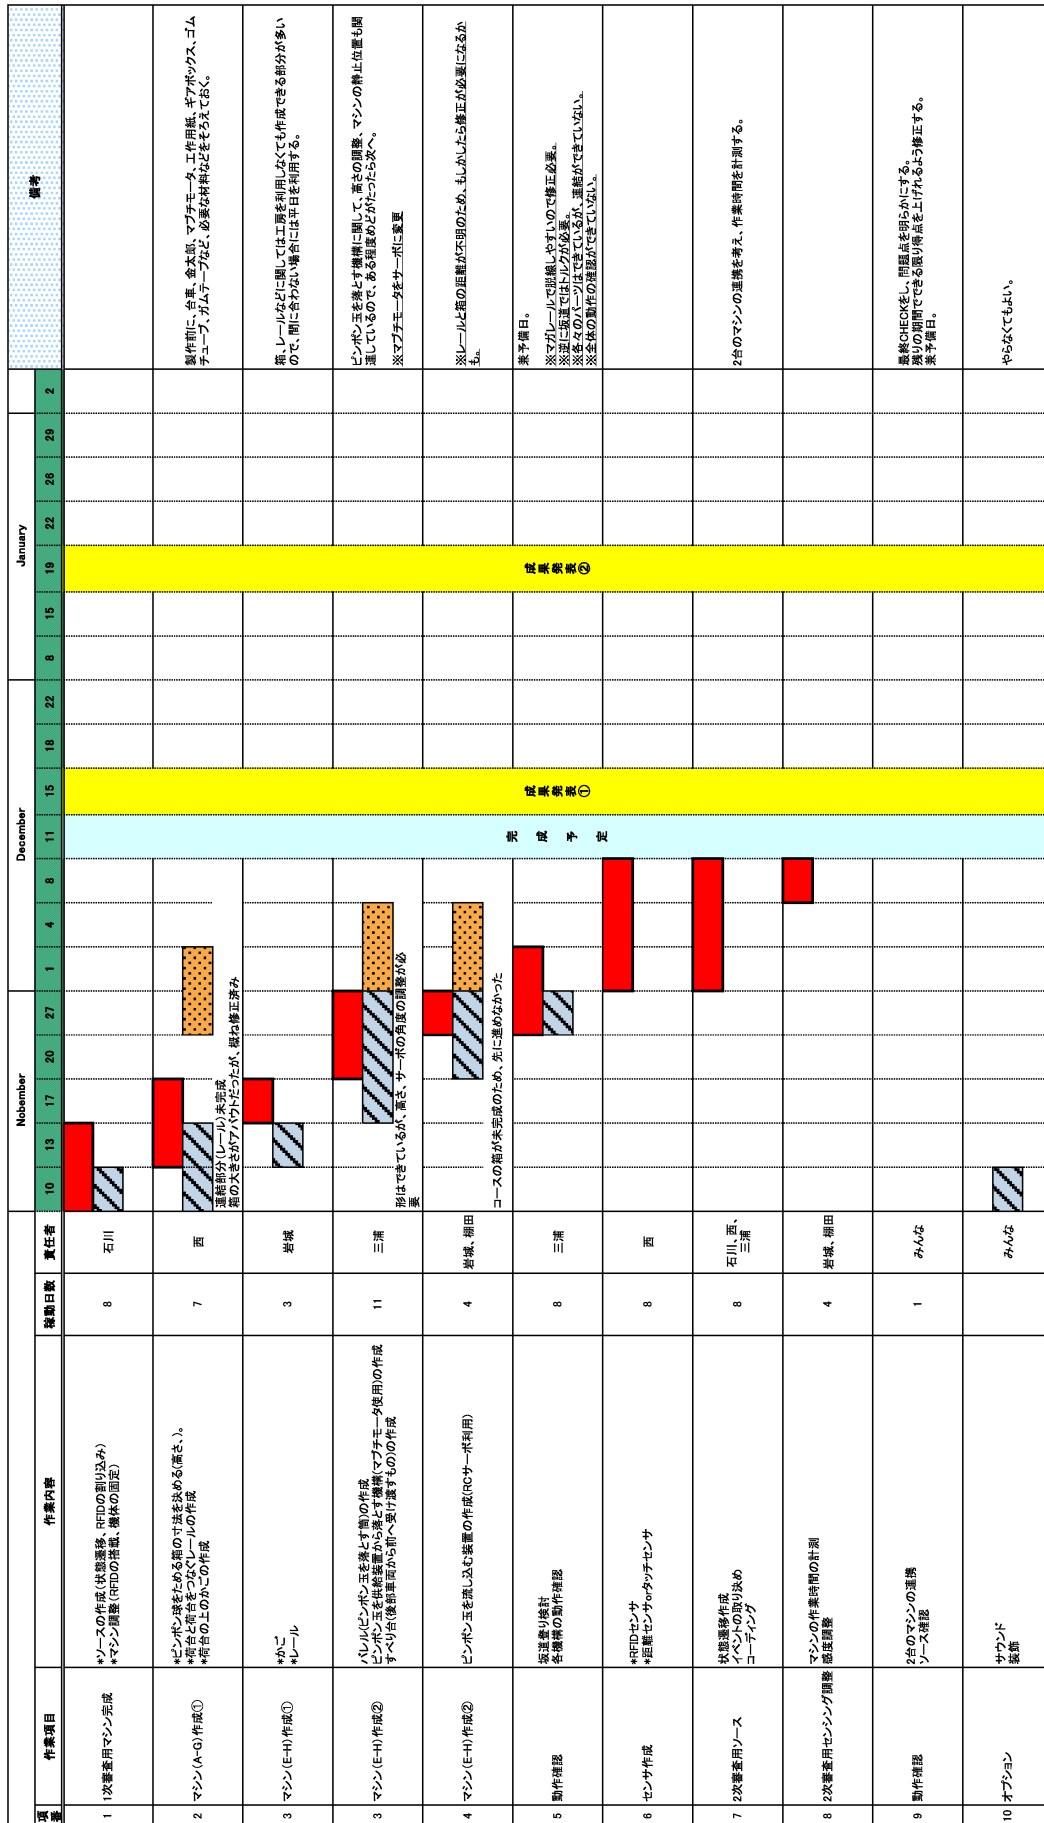 項番
作業項目
作業内容
稼動日数
責任者
Nobember
December
January
備考
10
13
17
20
27
1
4
8
11
15
18
22
8
15
19
22
26
29
2
1
1次審査用マシン完成
*ソースの作成(状態遷移、RFIDの割り込み)
*マシン調整(RFIDの搭載、機体の固定)
8
石川
2
マシン(A-G)作成①
*ピンポン球をためる箱の寸法を決める(高さ、)。
*荷台と荷台をつなぐレールの作成
*荷台の上のかごの作成
7
西
連結部分(レール)未完成
箱の大きさがアバウトだったが、概ね修正済み
製作前に、台車、金太郎、マブチモータ、工作用紙、ギアボックス、ゴム
チューブ、ガムテープなど、必要な材料などをそろえておく。
3
マシン(E-H)作成①
*かご
*レール
3
岩城
箱、レールなどに関しては工房を利用しなくても作成できる部分が多い
ので、間に合わない場合には平日を利用する。
3
マシン(E-H)作成②
バレル(ピンポン玉を落とす筒)の作成
ピンポン玉を供給装置から落とす機構(マブチモータ使用)の作成
すべり台(後部車両から前へ受け渡すもの)の作成
11
三浦
形はできているが、高さ、サーボの角度の調整が必
要
ピンポン玉を落とす機構に関して、高さの調整、マシンの静止位置も関
連しているので、ある程度めどがたったら次へ。
※マブチモータをサーボに変更
4
マシン(E-H)作成②
ピンポン玉を流し込む装置の作成(RCサーボ利用)
4
岩城、棚田
コースの箱が未完成のため、先に進めなかった
※レールと箱の距離が不明のため、もしかしたら修正が必要になるか
も。
5
動作確認
坂道登り検討
各機構の動作確認
8
三浦
兼予備日。
※マガレールで脱線しやすいので修正必要。
※逆に坂道ではトルクが必要。
※各々のパーツはできているが、連結ができていない。
※全体の動作の確認ができていない。
6
センサ作成
*RFIDセンサ
*距離センサorタッチセンサ
8
西
7
2次審査用ソース
状態遷移作成
イベントの取り決め
コーディング
8
石川、西、
三浦
2台のマシンの連携を考え、作業時間を計測する。
8
2次審査用センシング調整
マシンの作業時間の計測
感度調整
4
岩城、棚田
9
動作確認
2台のマシンの連携
ソース確認
1
みんな
最終CHECKをし、問題点を明らかにする。
残りの期間でできる限り得点を上げれるよう修正する。
兼予備日。
10
オプション
サウンド
装飾
みんな
やらなくてもよい。
完成予定
成果発表①
成果発表②